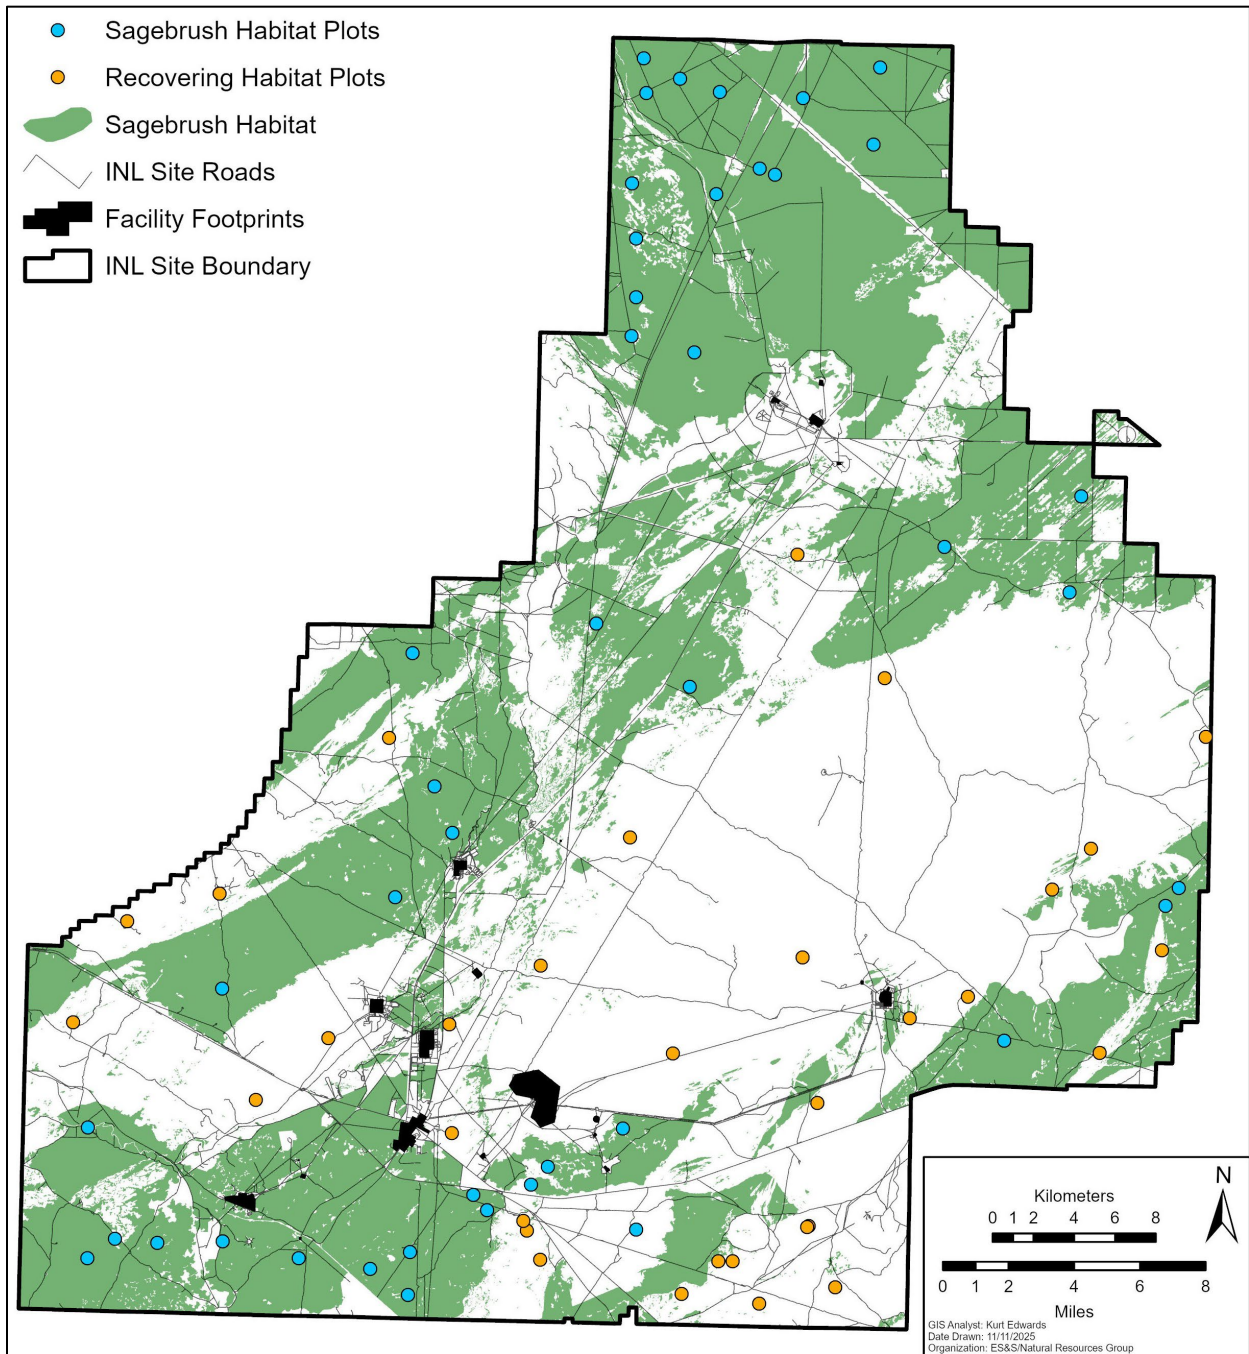 Sagebrush Habitat Plots
Recovering Habitat Plots
Sagebrush Habitat
INL Site Roads
Facility Footprints
INL Site Boundary
N
Kilometers
0 1 2 4 6 8
0 1 2 4 6 8
Miles
GIS Analyst: Kurt Edwards
Date Drawn: 11/11/2025
Organization: ES&S/Natural Resources Group